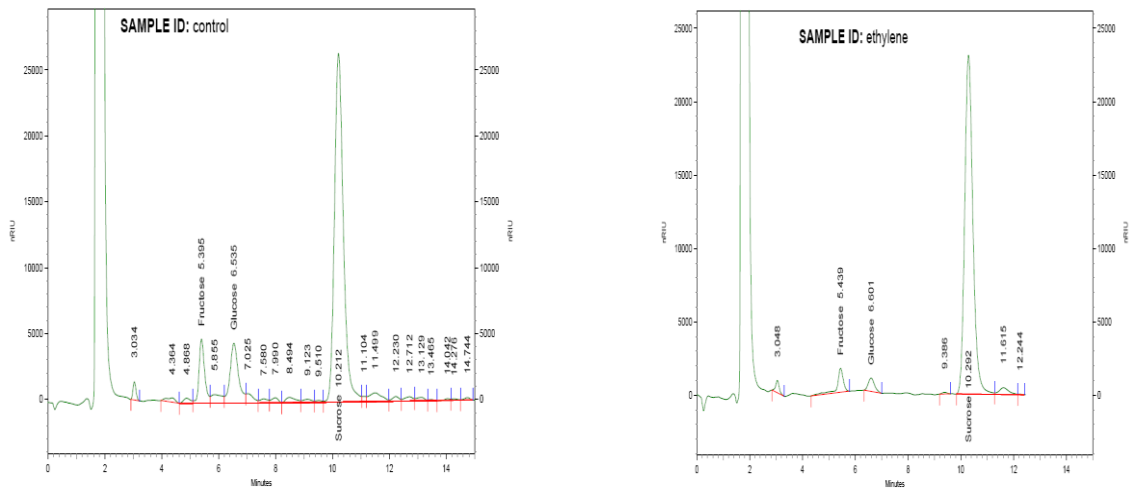 SAMPLE ID: control
25000
20000
15000
10000
5000
0
25000
20000
15000
10000
5000
0
nRIU
nRIU
3.034
4.364
4.868
Fructose 5.395
5.855
Glucose 6.535
7.025
7.580
7.990
8.494
9.123
9.510
Sucrose 10.212
11.104
11.499
12.230
12.712
13.129
13.465
14.042
14.276
14.744
0 2 4 6 8 10 12 14
Minutes
SAMPLE ID: ethylene
25000
20000
15000
10000
5000
0
25000
20000
15000
10000
5000
0
nRIU
nRIU
3.048
Fructose 5.439
Glucose 6.601
9.386
Sucrose 10.292
11.615
12.244
0 2 4 6 8 10 12 14
Minutes